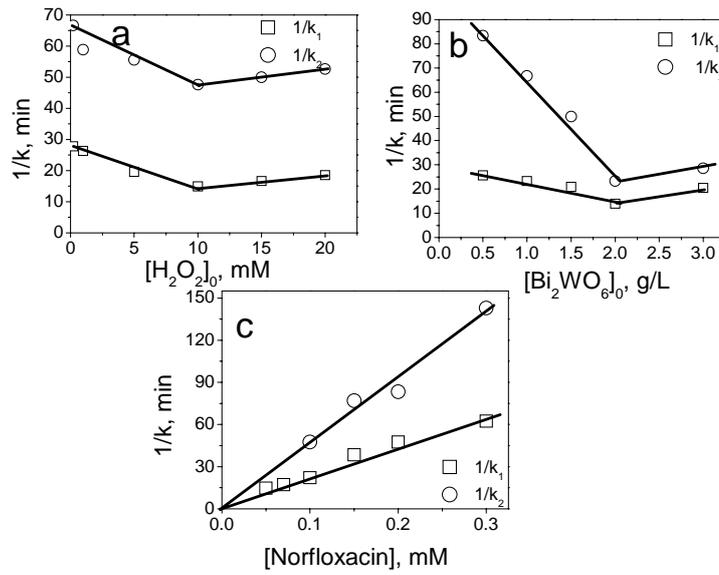 a
1/k₁
1/k₂
70
60
50
40
30
20
10
0
1/k, min
0
5
10
15
20
[H₂O₂]₀, mM
b
1/k₁
1/k
90
80
70
60
50
40
30
20
10
0
1/k, min
0.0
0.5
1.0
1.5
2.0
2.5
3.0
[Bi₂WO₆]₀, g/L
c
150
120
90
60
30
0
1/k, min
1/k₁
1/k₂
0.0
0.1
0.2
0.3
[Norfloxacin], mM